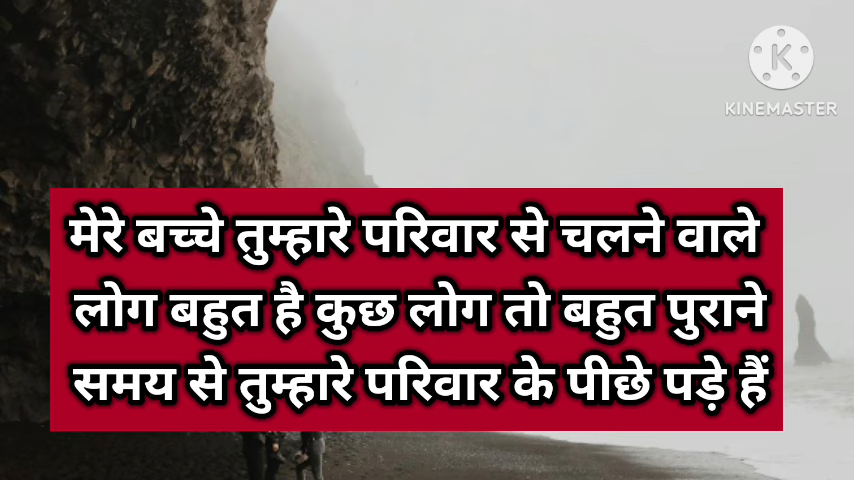 KINEMASTER
मेरे बच्चे तुम्हारे परिवार से चलने वाले
लोग बहुत है कुछ लोग तो बहुत पुराने
समय से तुम्हारे परिवार के पीछे पड़े हैं